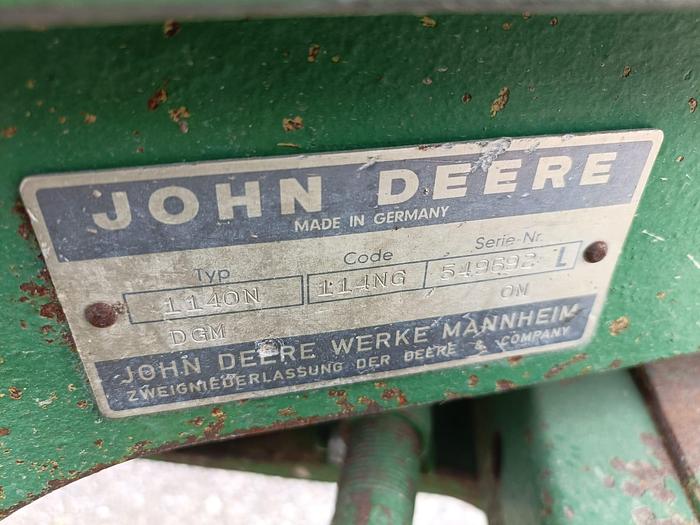 JOHN DEERE
MADE IN GERMANY
Typ Code Serie-Nr.
1140N 114NG 549692 L
DGM OM
JOHN DEERE WERKE MANNHEIM
ZWEIGNIEDERLASSUNG DER DEERE & COMPANY